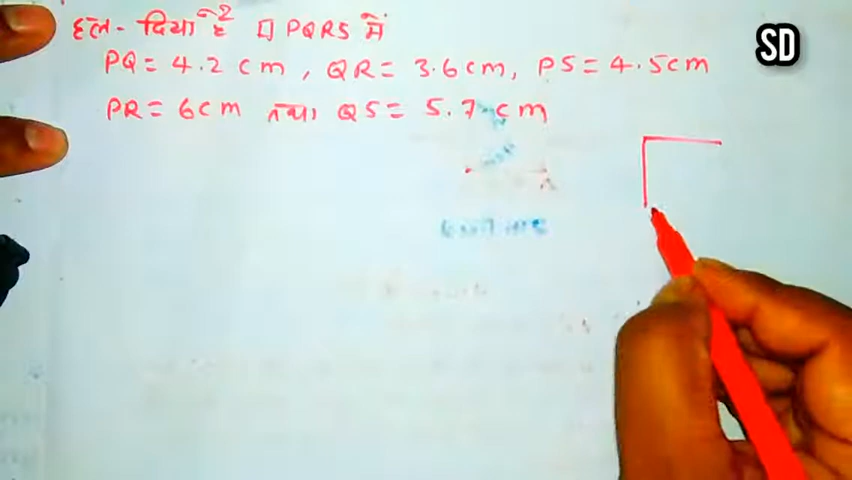 हल - दिया है □ PQRS में
PQ = 4.2 cm, QR = 3.6 cm, PS = 4.5 cm
PR = 6 cm तथा QS = 5.7 cm
SD